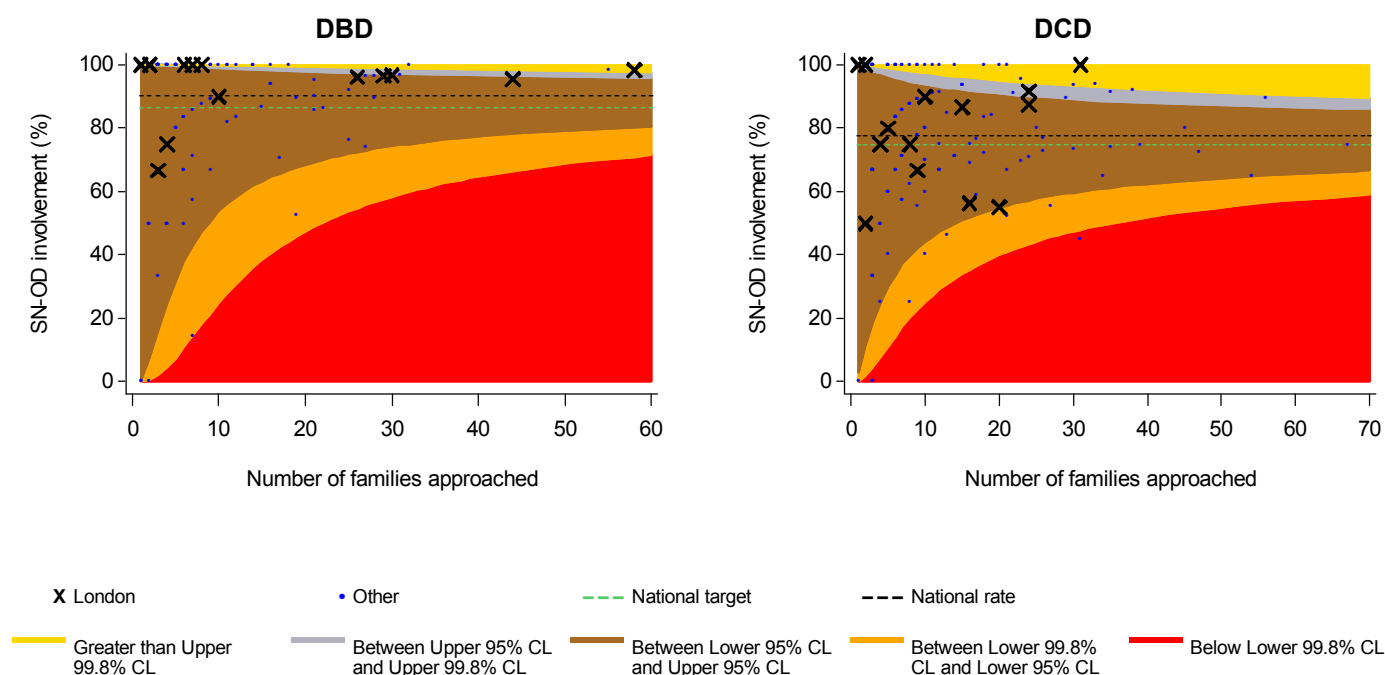 DBD
DCD
SN-OD involvement (%)
100
80
60
40
20
0
0 10 20 30 40 50 60
Number of families approached
SN-OD involvement (%)
100
80
60
40
20
0
0 10 20 30 40 50 60 70
Number of families approached
X London
Other
National target
National rate
Greater than Upper
99.8% CL
Between Upper 95% CL
and Upper 99.8% CL
Between Lower 95% CL
and Upper 95% CL
Between Lower 99.8%
CL and Lower 95% CL
Below Lower 99.8% CL